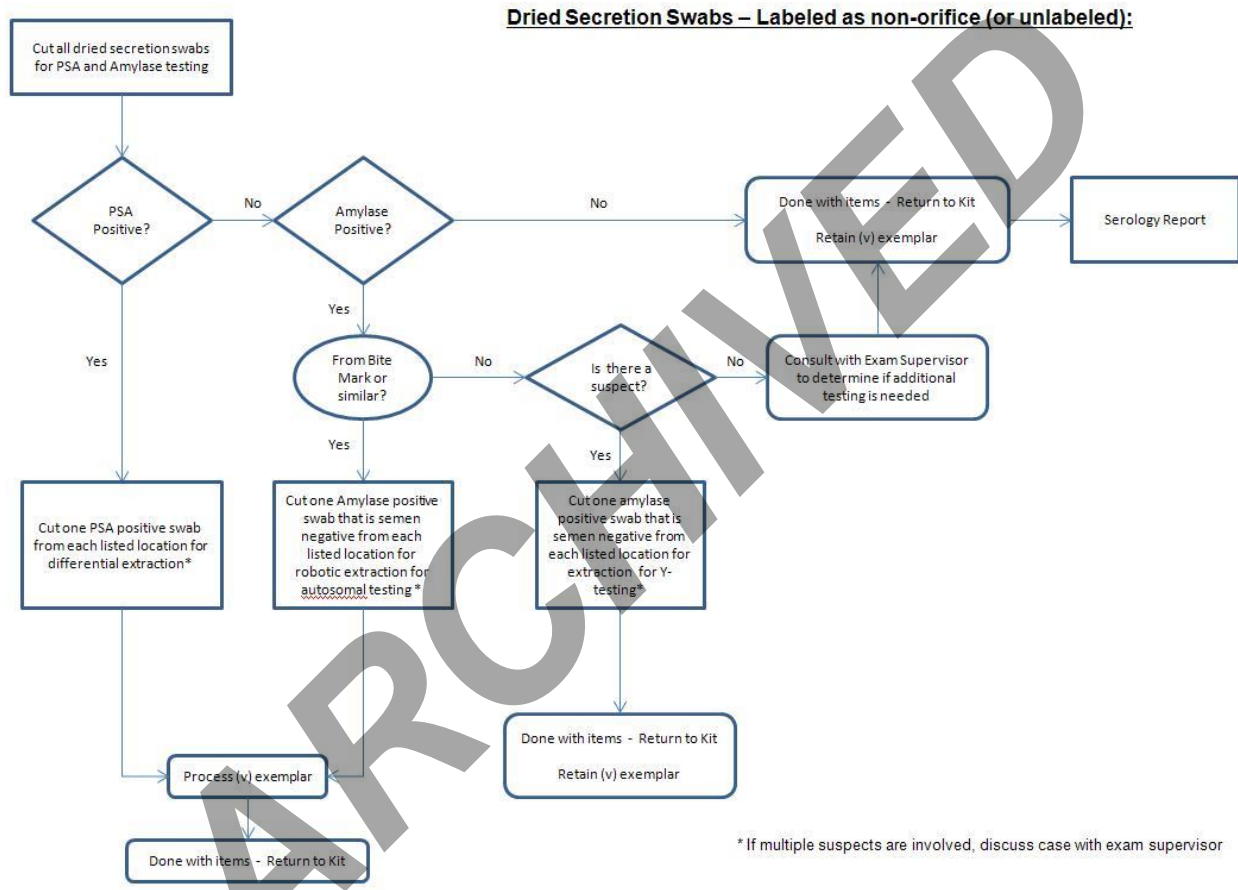 Dried Secretion Swabs – Labeled as non-orifice (or unlabeled):
Cut all dried secretion swabs
for PSA and Amylase testing
PSA
Positive?
No
Amylase
Positive?
No
Done with items - Return to Kit
Retain (v) exemplar
Serology Report
Yes
Yes
From Bite
Mark or
similar?
No
Is there a
suspect?
No
Consult with Exam Supervisor
to determine if additional
testing is needed
Yes
Yes
Cut one PSA positive swab
from each listed location for
differential extraction*
Cut one Amylase positive
swab that is semen
negative from each
listed location for
robotic extraction for
autosomal testing *
Cut one amylase
positive swab that is
semen negative from
each listed location for
extraction for Y-
testing*
Done with items - Return to Kit
Retain (v) exemplar
Process (v) exemplar
Done with items - Return to Kit
* If multiple suspects are involved, discuss case with exam supervisor
ARCHIVED